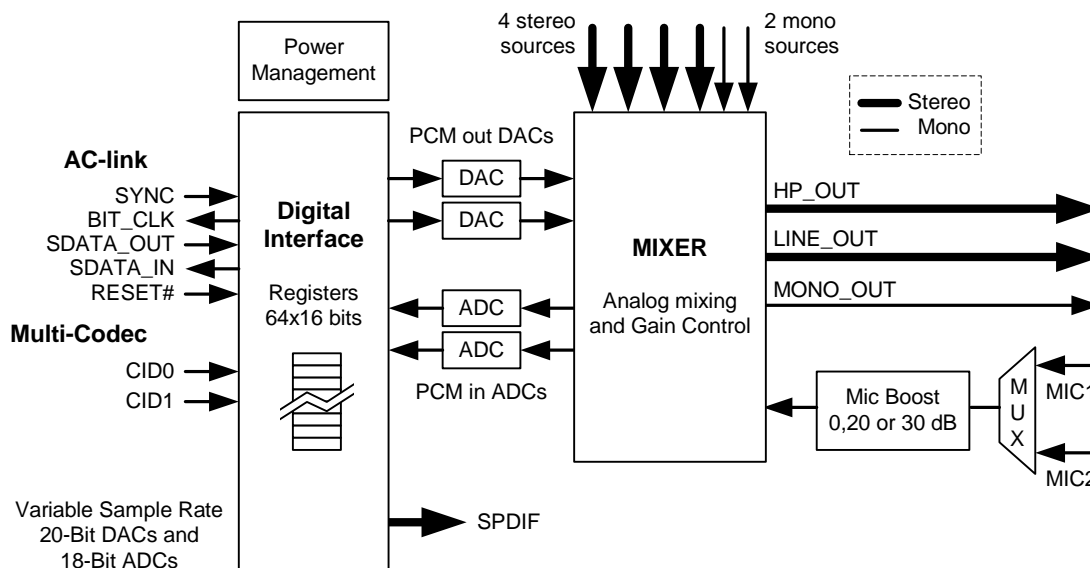 4 stereo
sources
2 mono
sources
Power
Management
Stereo
Mono
PCM out DACs
AC-link
SYNC
BIT_CLK
SDATA_OUT
SDATA_IN
RESET#
Multi-Codec
CID0
CID1
Digital
Interface
Registers
64x16 bits
DAC
DAC
ADC
ADC
PCM in ADCs
MIXER
Analog mixing
and Gain Control
HP_OUT
LINE_OUT
MONO_OUT
Mic Boost
0,20 or 30 dB
M
U
X
MIC1
MIC2
Variable Sample Rate
20-Bit DACs and
18-Bit ADCs
SPDIF